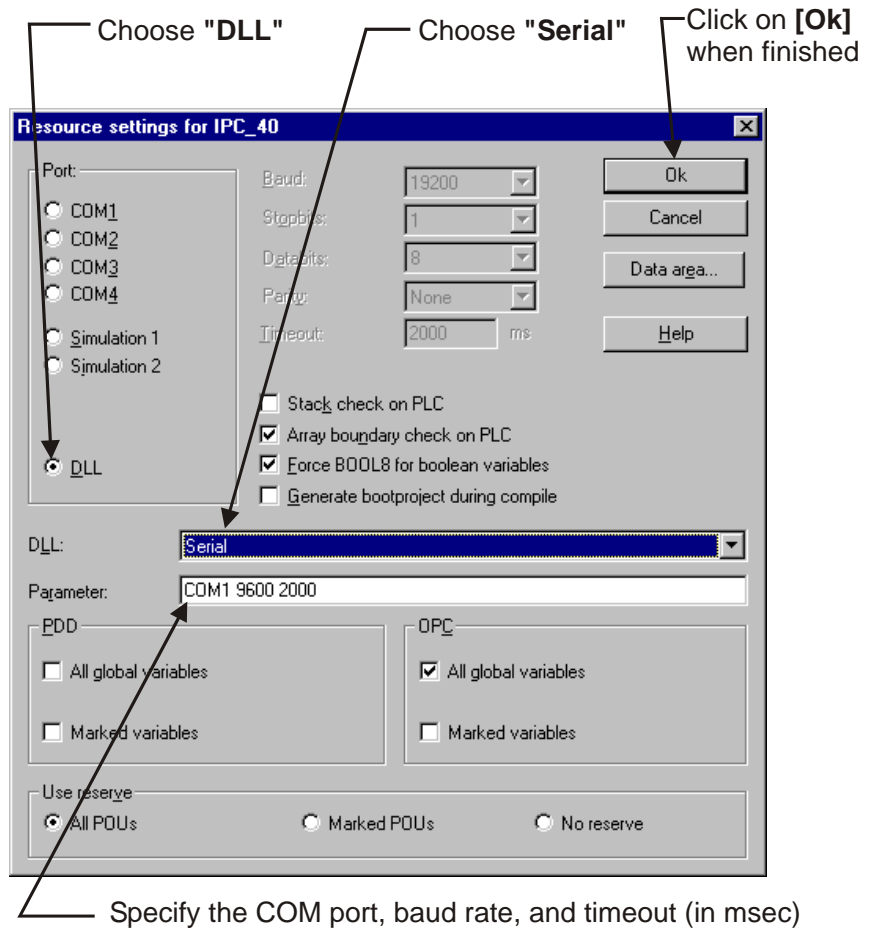 Choose "DLL"
Choose "Serial"
Click on [Ok]
when finished
Resource settings for IPC_40
Port:
COM1
COM2
COM3
COM4
Simulation 1
Simulation 2
DLL
Baud: 19200
Stopbits: 1
Databits: 8
Parity: None
Timeout: 2000 ms
Ok
Cancel
Data area...
Help
Stack check on PLC
Array boundary check on PLC
Force BOOL8 for boolean variables
Generate bootproject during compile
DLL: Serial
Parameter: COM1 9600 2000
PDD
All global variables
Marked variables
OPC
All global variables
Marked variables
Use reserve
All POUs Marked POUs No reserve
Specify the COM port, baud rate, and timeout (in msec)